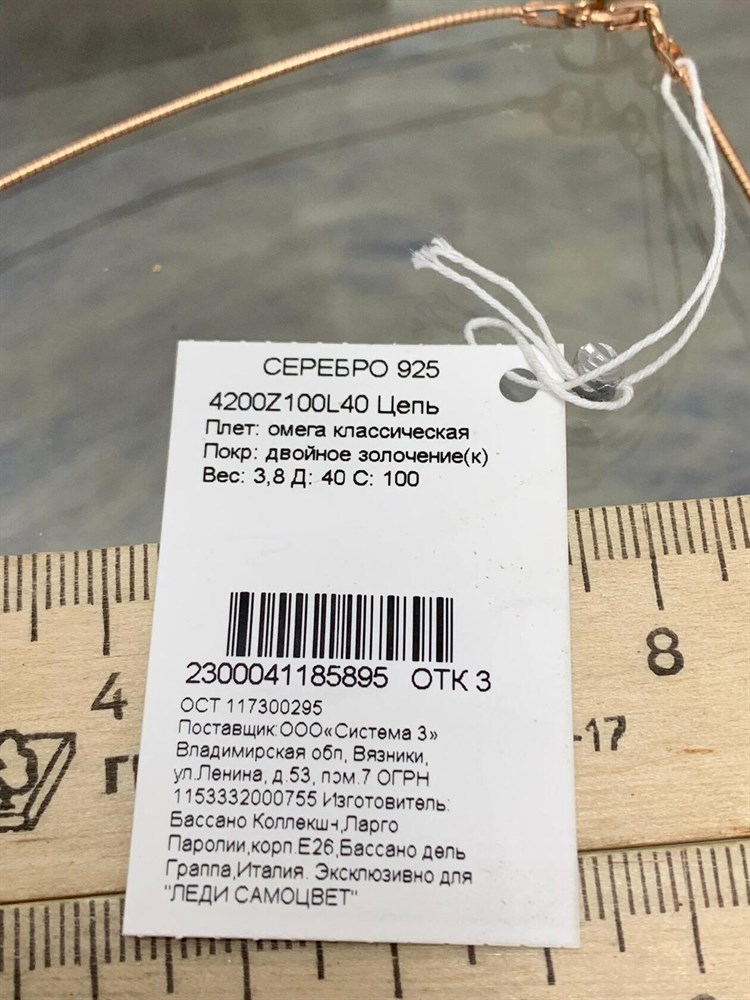 СЕРЕБРО 925
4200Z100L40 Цепь
Плет: омега классическая
Покр: двойное золочение(к)
Вес: 3,8 Д: 40 С: 100
2300041185895 ОТК 3
ОСТ 117300295
Поставщик:ООО«Система 3»
Владимирская обл, Вязники,
ул.Ленина, д.53, пом.7 ОГРН
1153332000755 Изготовитель:
Бассано Коллекшн,Ларго
Паролии,корп.Е26,Бассано дель
Граппа,Италия. Эксклюзивно для
"ЛЕДИ САМОЦВЕТ"
4
8
-17